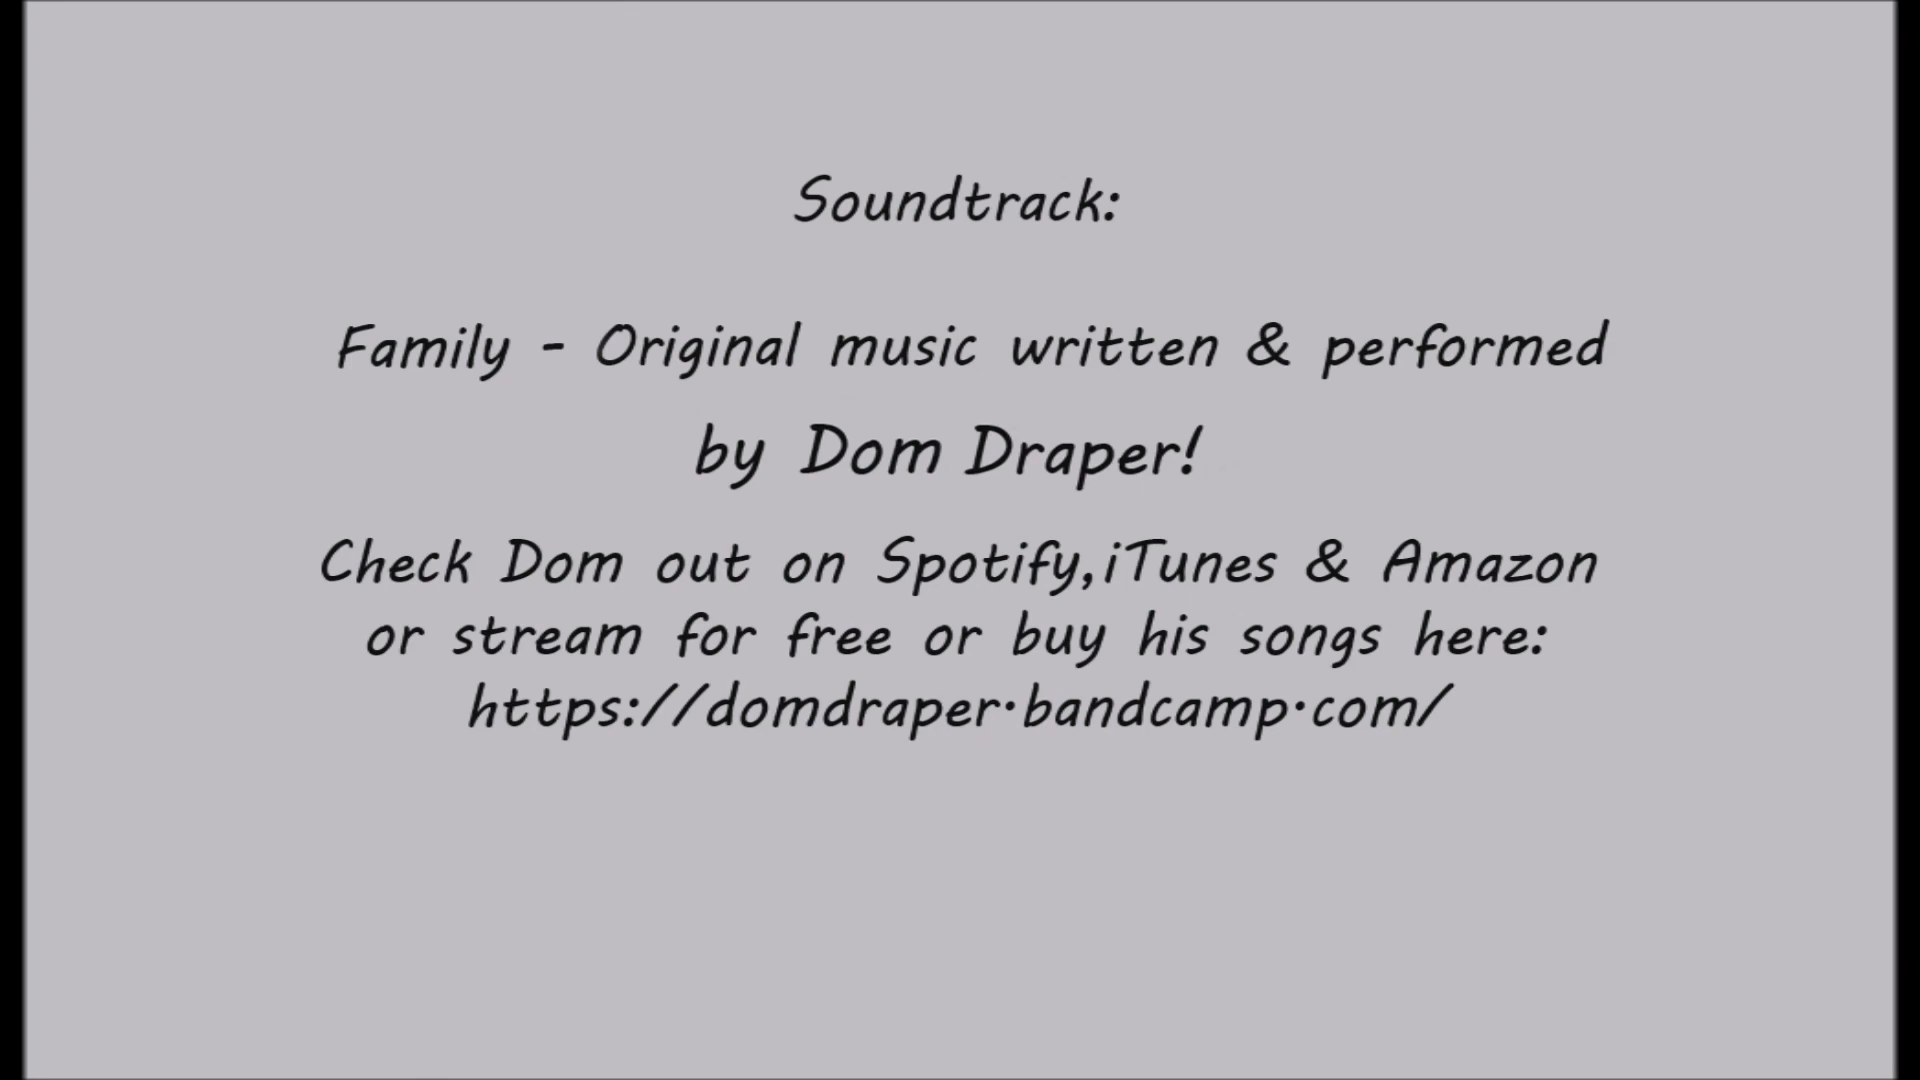 Soundtrack:
Family - Original music written & performed
by Dom Draper!
Check Dom out on Spotify,iTunes & Amazon
or stream for free or buy his songs here:
https://domdraper.bandcamp.com/